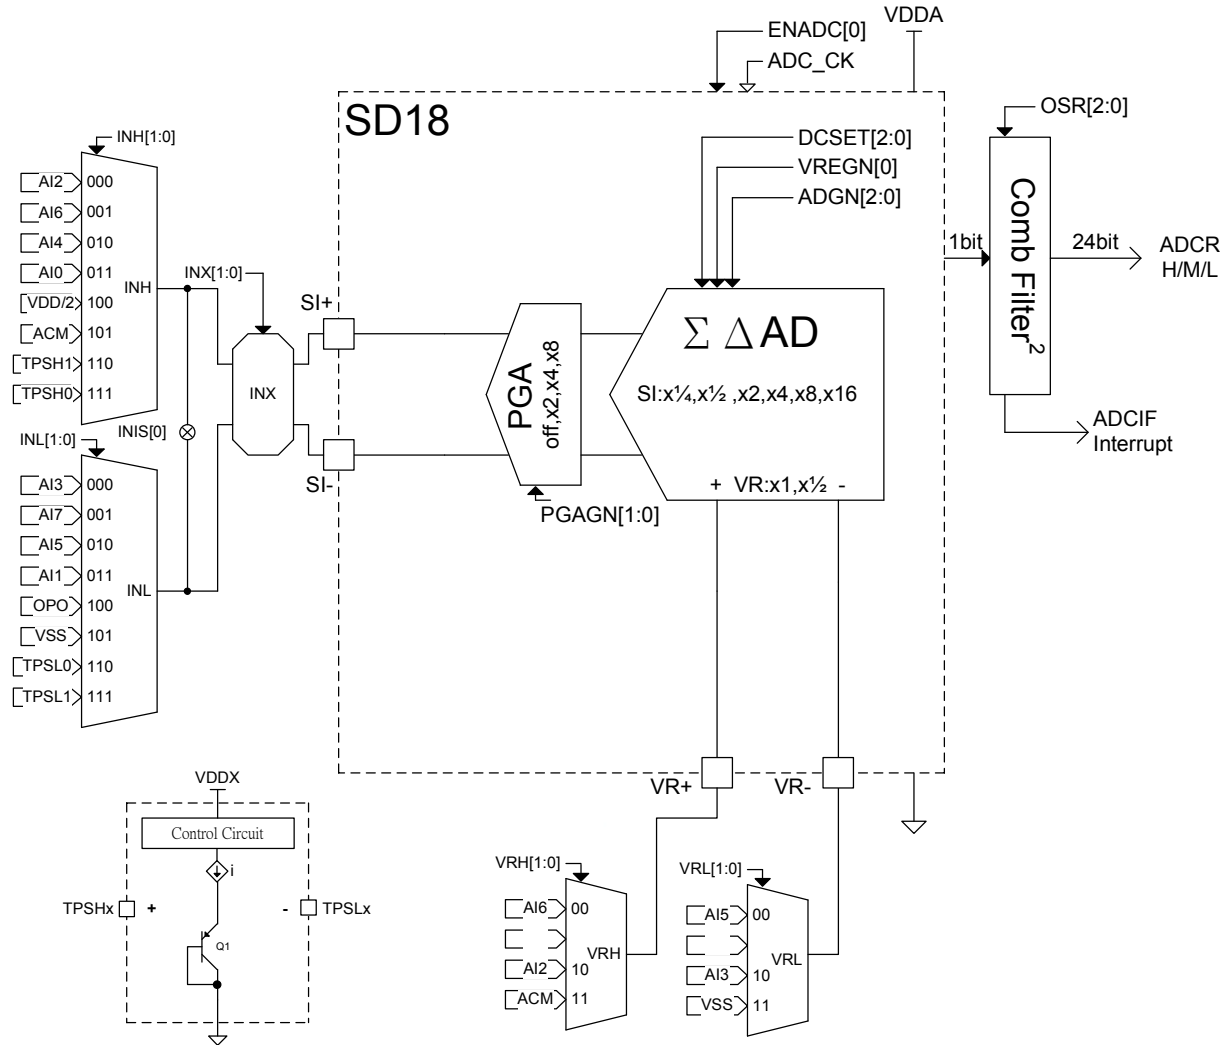 ENADC[0]
ADC_CK
VDDA
SD18
OSR[2:0]
INH[1:0]
DCSET[2:0]
VREGN[0]
ADGN[2:0]
AI2 000
AI6 001
AI4 010
AI0 011
VDD/2 100
ACM 101
TPSH1 110
TPSH0 111
INH
INX[1:0]
INX
INIS[0]
SI+
SI-
PGA
off,x2,x4,x8
PGAGN[1:0]
Σ Δ AD
SI:x¼,x½ ,x2,x4,x8,x16
+ VR:x1,x½ -
1bit
Comb Filter²
24bit
ADCR
H/M/L
ADCIF
Interrupt
INL[1:0]
AI3 000
AI7 001
AI5 010
AI1 011
OPO 100
VSS 101
TPSL0 110
TPSL1 111
INL
VR+
VR-
VDDX
Control Circuit
i
TPSHx + - TPSLx
Q1
VRH[1:0]
AI6 00
AI2 10
ACM 11
VRH
VRL[1:0]
AI5 00
AI3 10
VSS 11
VRL